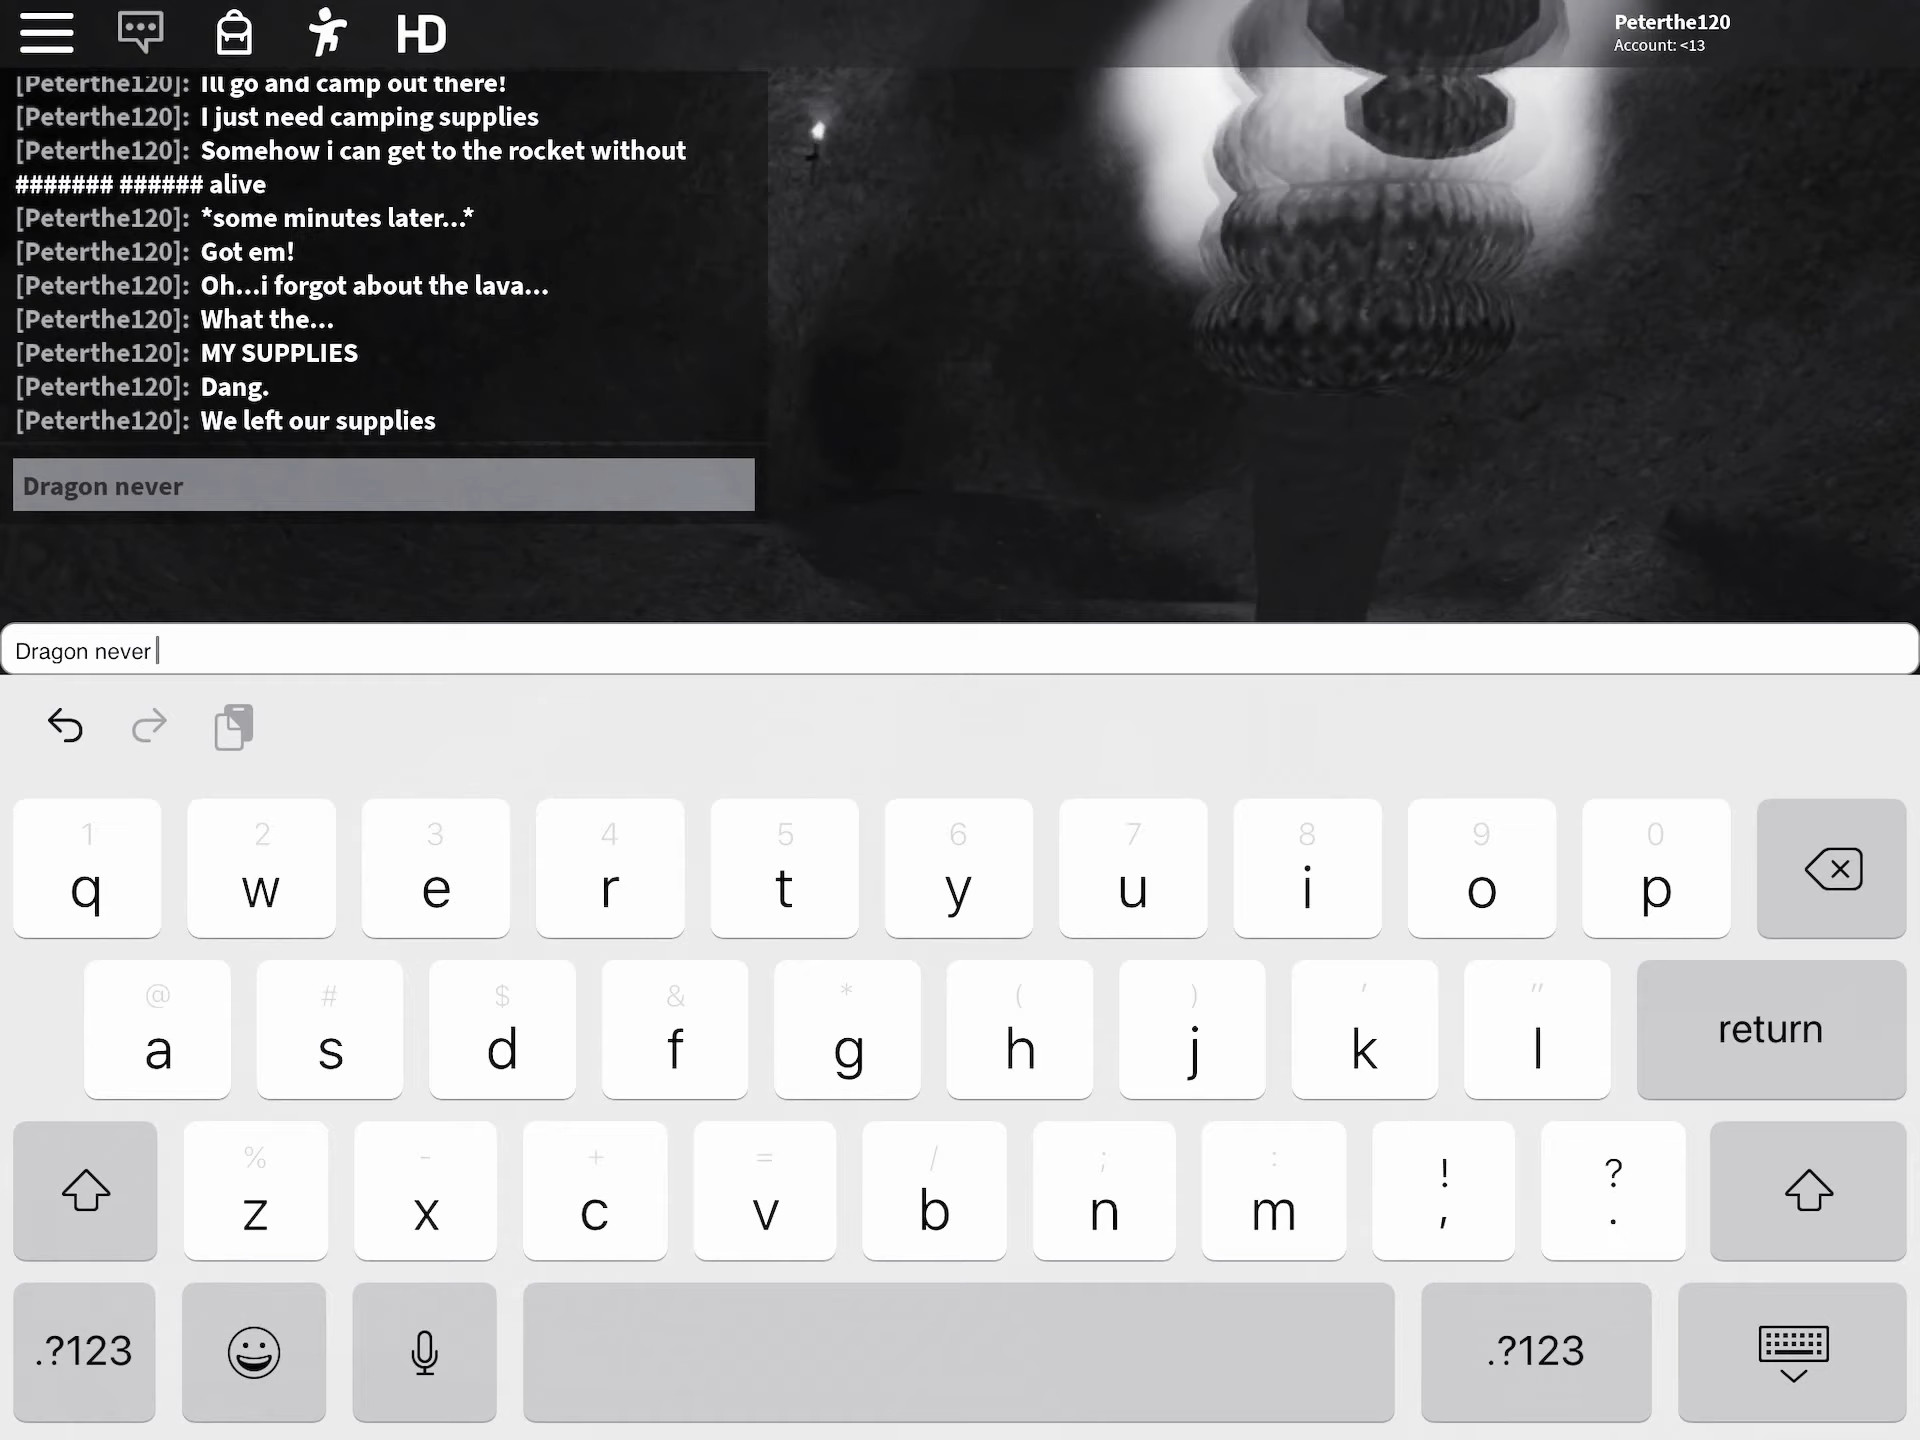 HD
Peterthe120
Account: <13
[Peterthe120]: Ill go and camp out there!
[Peterthe120]: I just need camping supplies
[Peterthe120]: Somehow i can get to the rocket without
####### ###### alive
[Peterthe120]: *some minutes later...*
[Peterthe120]: Got em!
[Peterthe120]: Oh...i forgot about the lava...
[Peterthe120]: What the...
[Peterthe120]: MY SUPPLIES
[Peterthe120]: Dang.
[Peterthe120]: We left our supplies
Dragon never
Dragon never
1 2 3 4 5 6 7 8 9 0
q w e r t y u i o p
@ # $ & * ( ) ' "
a s d f g h j k l return
% - + = / ; : ! ?
z x c v b n m , .
.?123 .?123